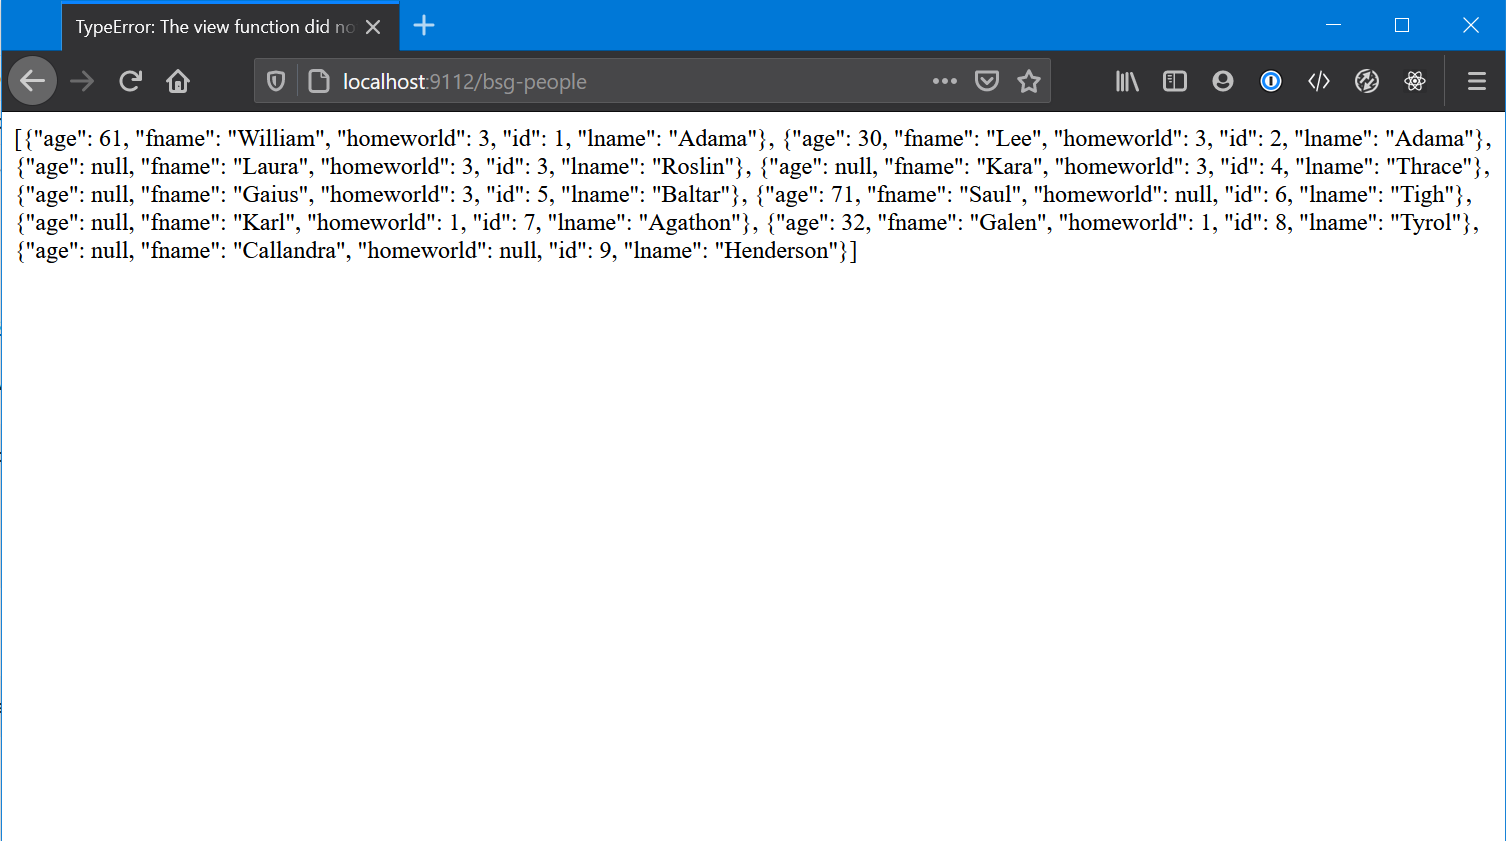 TypeError: The view function did no
localhost:9112/bsg-people
[{"age": 61, "fname": "William", "homeworld": 3, "id": 1, "lname": "Adama"}, {"age": 30, "fname": "Lee", "homeworld": 3, "id": 2, "lname": "Adama"},
{"age": null, "fname": "Laura", "homeworld": 3, "id": 3, "lname": "Roslin"}, {"age": null, "fname": "Kara", "homeworld": 3, "id": 4, "lname": "Thrace"},
{"age": null, "fname": "Gaius", "homeworld": 3, "id": 5, "lname": "Baltar"}, {"age": 71, "fname": "Saul", "homeworld": null, "id": 6, "lname": "Tigh"},
{"age": null, "fname": "Karl", "homeworld": 1, "id": 7, "lname": "Agathon"}, {"age": 32, "fname": "Galen", "homeworld": 1, "id": 8, "lname": "Tyrol"},
{"age": null, "fname": "Callandra", "homeworld": null, "id": 9, "lname": "Henderson"}]